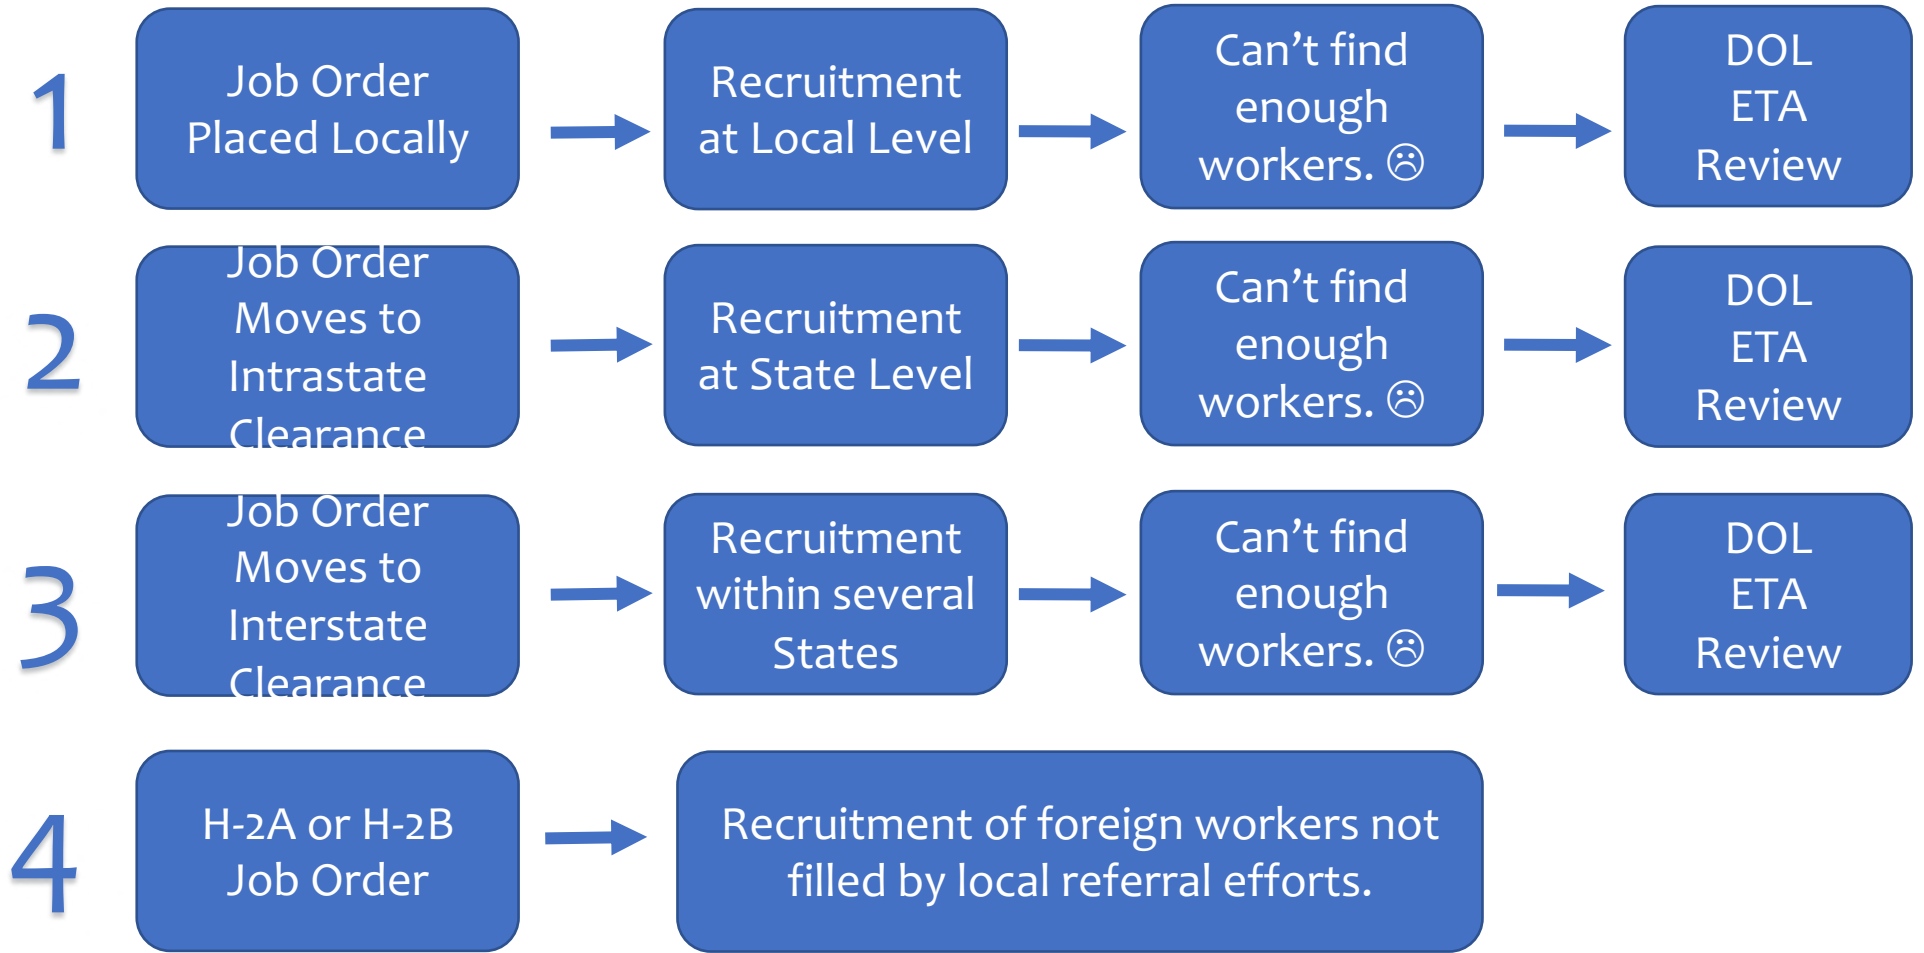 1
Job Order
Placed Locally
Recruitment
at Local Level
Can’t find
enough
workers. ☹
DOL
ETA
Review
2
Job Order
Moves to
Intrastate
Clearance
Recruitment
at State Level
Can’t find
enough
workers. ☹
DOL
ETA
Review
3
Job Order
Moves to
Interstate
Clearance
Recruitment
within several
States
Can’t find
enough
workers. ☹
DOL
ETA
Review
4
H-2A or H-2B
Job Order
Recruitment of foreign workers not
filled by local referral efforts.